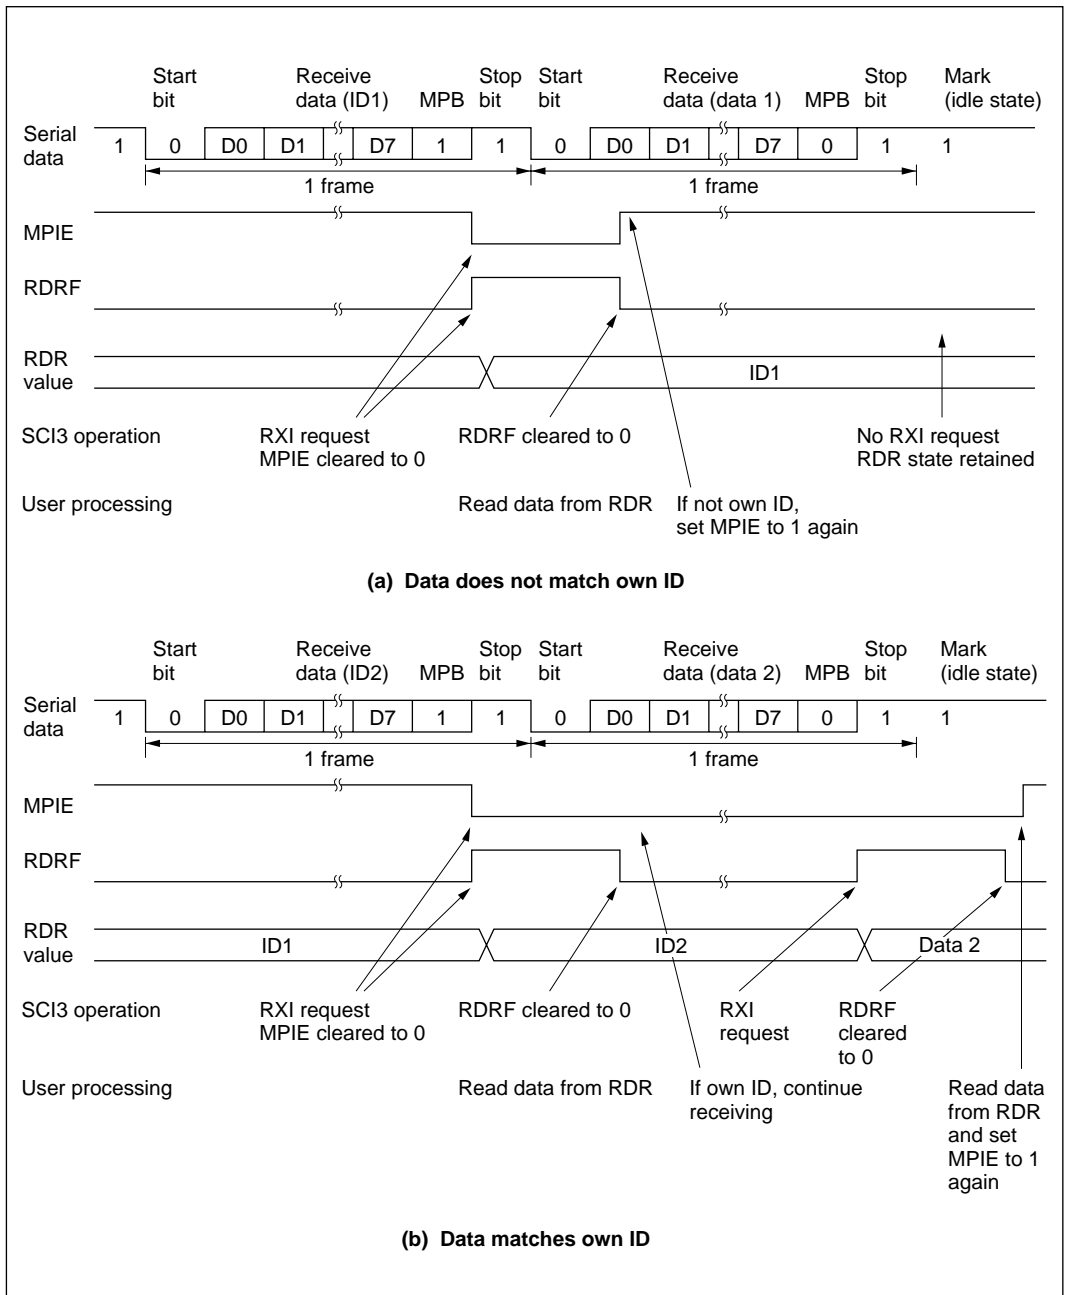 Start Receive Stop Start Receive Stop Mark
bit data (ID1) MPB bit bit data (data 1) MPB bit (idle state)
Serial
data
1 0 D0 D1 D7 1 1 0 D0 D1 D7 0 1 1
1 frame 1 frame
MPIE
RDRF
RDR
value
ID1
SCI3 operation RXI request RDRF cleared to 0 No RXI request
MPIE cleared to 0 RDR state retained
User processing Read data from RDR If not own ID,
set MPIE to 1 again
(a) Data does not match own ID
Start Receive Stop Start Receive Stop Mark
bit data (ID2) MPB bit bit data (data 2) MPB bit (idle state)
Serial
data
1 0 D0 D1 D7 1 1 0 D0 D1 D7 0 1 1
1 frame 1 frame
MPIE
RDRF
RDR
value
ID1 ID2 Data 2
SCI3 operation RXI request RDRF cleared to 0 RXI RDRF
MPIE cleared to 0 request cleared
to 0
User processing Read data from RDR If own ID, continue Read data
receiving from RDR
and set
MPIE to 1
again
(b) Data matches own ID